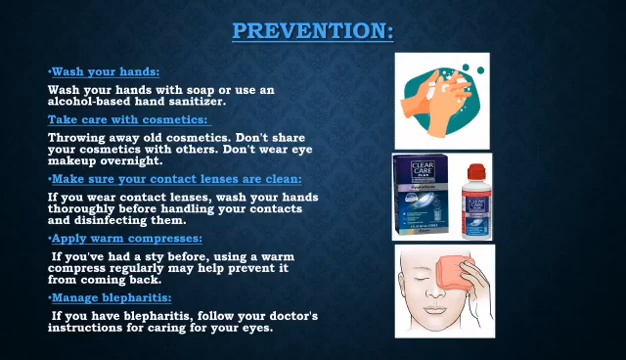 PREVENTION:
•Wash your hands:
Wash your hands with soap or use an
alcohol-based hand sanitizer.
Take care with cosmetics:
Throwing away old cosmetics. Don't share
your cosmetics with others. Don't wear eye
makeup overnight.
•Make sure your contact lenses are clean:
If you wear contact lenses, wash your hands
thoroughly before handling your contacts
and disinfecting them.
•Apply warm compresses:
If you've had a sty before, using a warm
compress regularly may help prevent it
from coming back.
•Manage blepharitis:
If you have blepharitis, follow your doctor's
instructions for caring for your eyes.
CLEAR
CARE
CLEAR
CARE